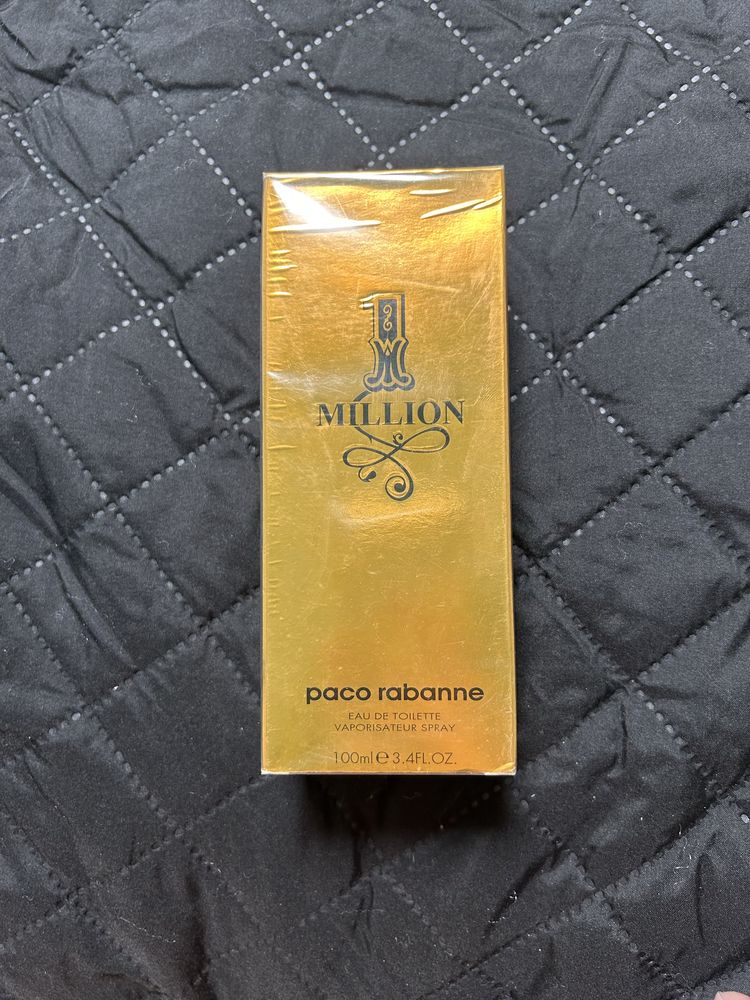 1
MILLION
paco rabanne
EAU DE TOILETTE
VAPORISATEUR SPRAY
100ml ℮ 3.4FL.OZ.